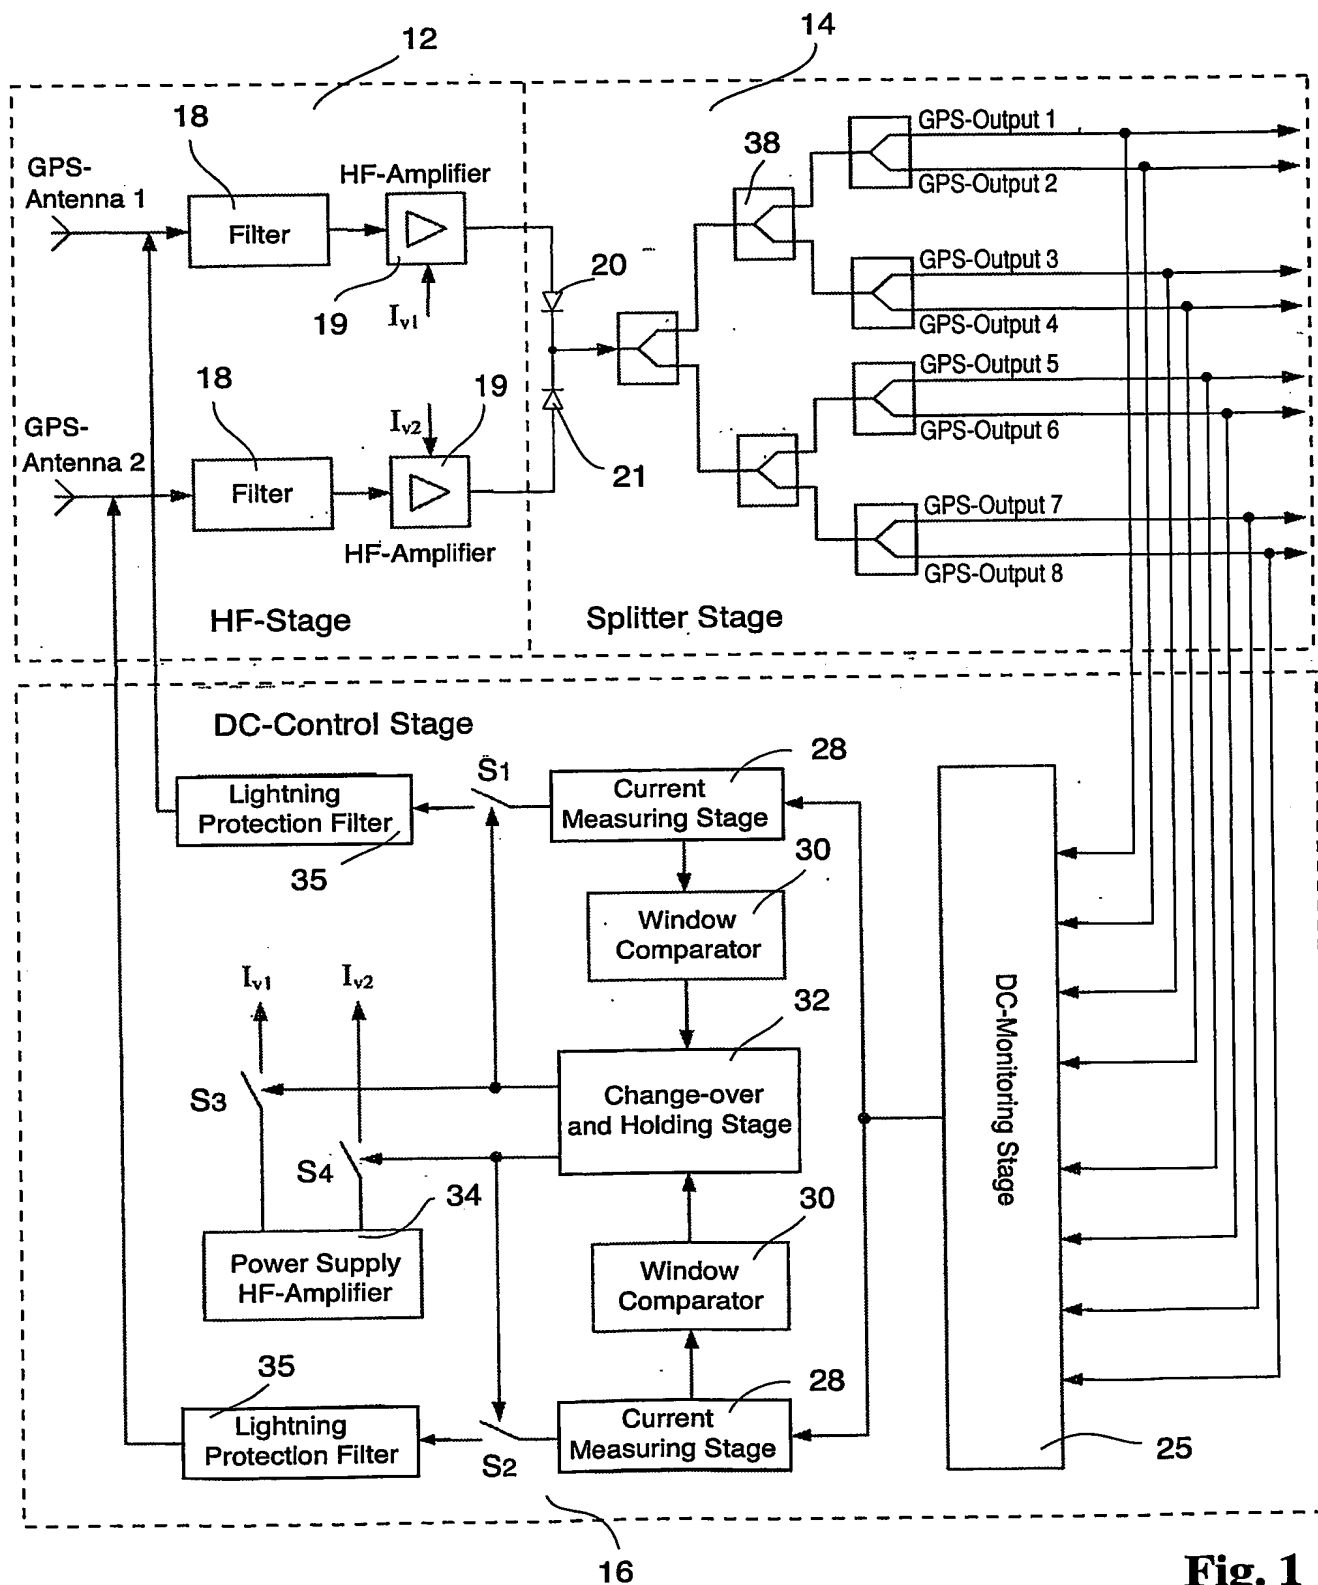 12
14
18
GPS-
Antenna 1
HF-Amplifier
38
GPS-Output 1
GPS-Output 2
Filter
20
19
Iv1
GPS-Output 3
GPS-Output 4
18
19
GPS-Output 5
GPS-
Antenna 2
Iv2
21
GPS-Output 6
Filter
HF-Amplifier
GPS-Output 7
GPS-Output 8
HF-Stage
Splitter Stage
DC-Control Stage
S1
28
Lightning
Protection Filter
Current
Measuring Stage
35
30
Window
Comparator
Iv1
Iv2
32
DC-Monitoring Stage
S3
Change-over
and Holding Stage
S4
34
30
Power Supply
HF-Amplifier
Window
Comparator
35
28
Lightning
Protection Filter
S2
Current
Measuring Stage
25
16
Fig. 1